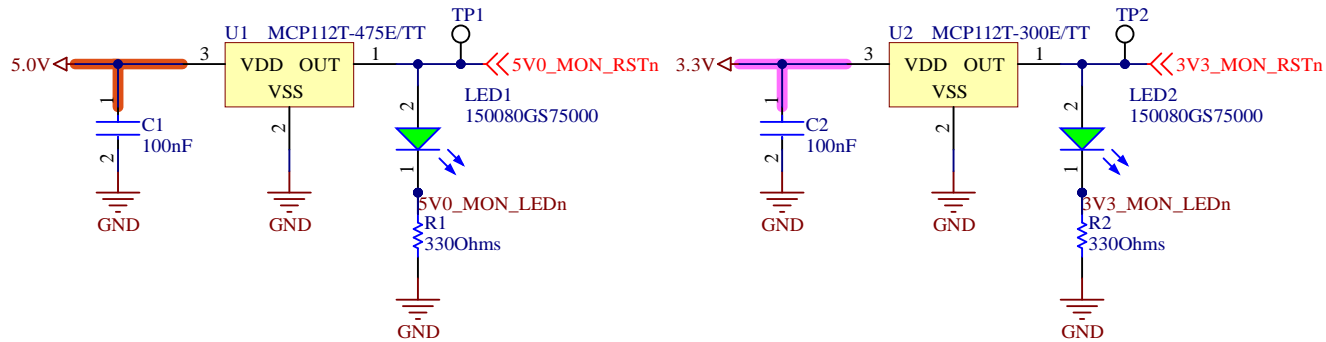 TP1
U1 MCP112T-475E/TT
5.0V
3
VDD OUT
1
5V0_MON_RSTn
VSS
LED1
150080GS75000
1
2
2
C1
100nF
2
1
GND
GND
5V0_MON_LEDn
R1
330Ohms
GND
TP2
U2 MCP112T-300E/TT
3.3V
3
VDD OUT
1
3V3_MON_RSTn
VSS
LED2
150080GS75000
1
2
2
C2
100nF
2
1
GND
GND
3V3_MON_LEDn
R2
330Ohms
GND